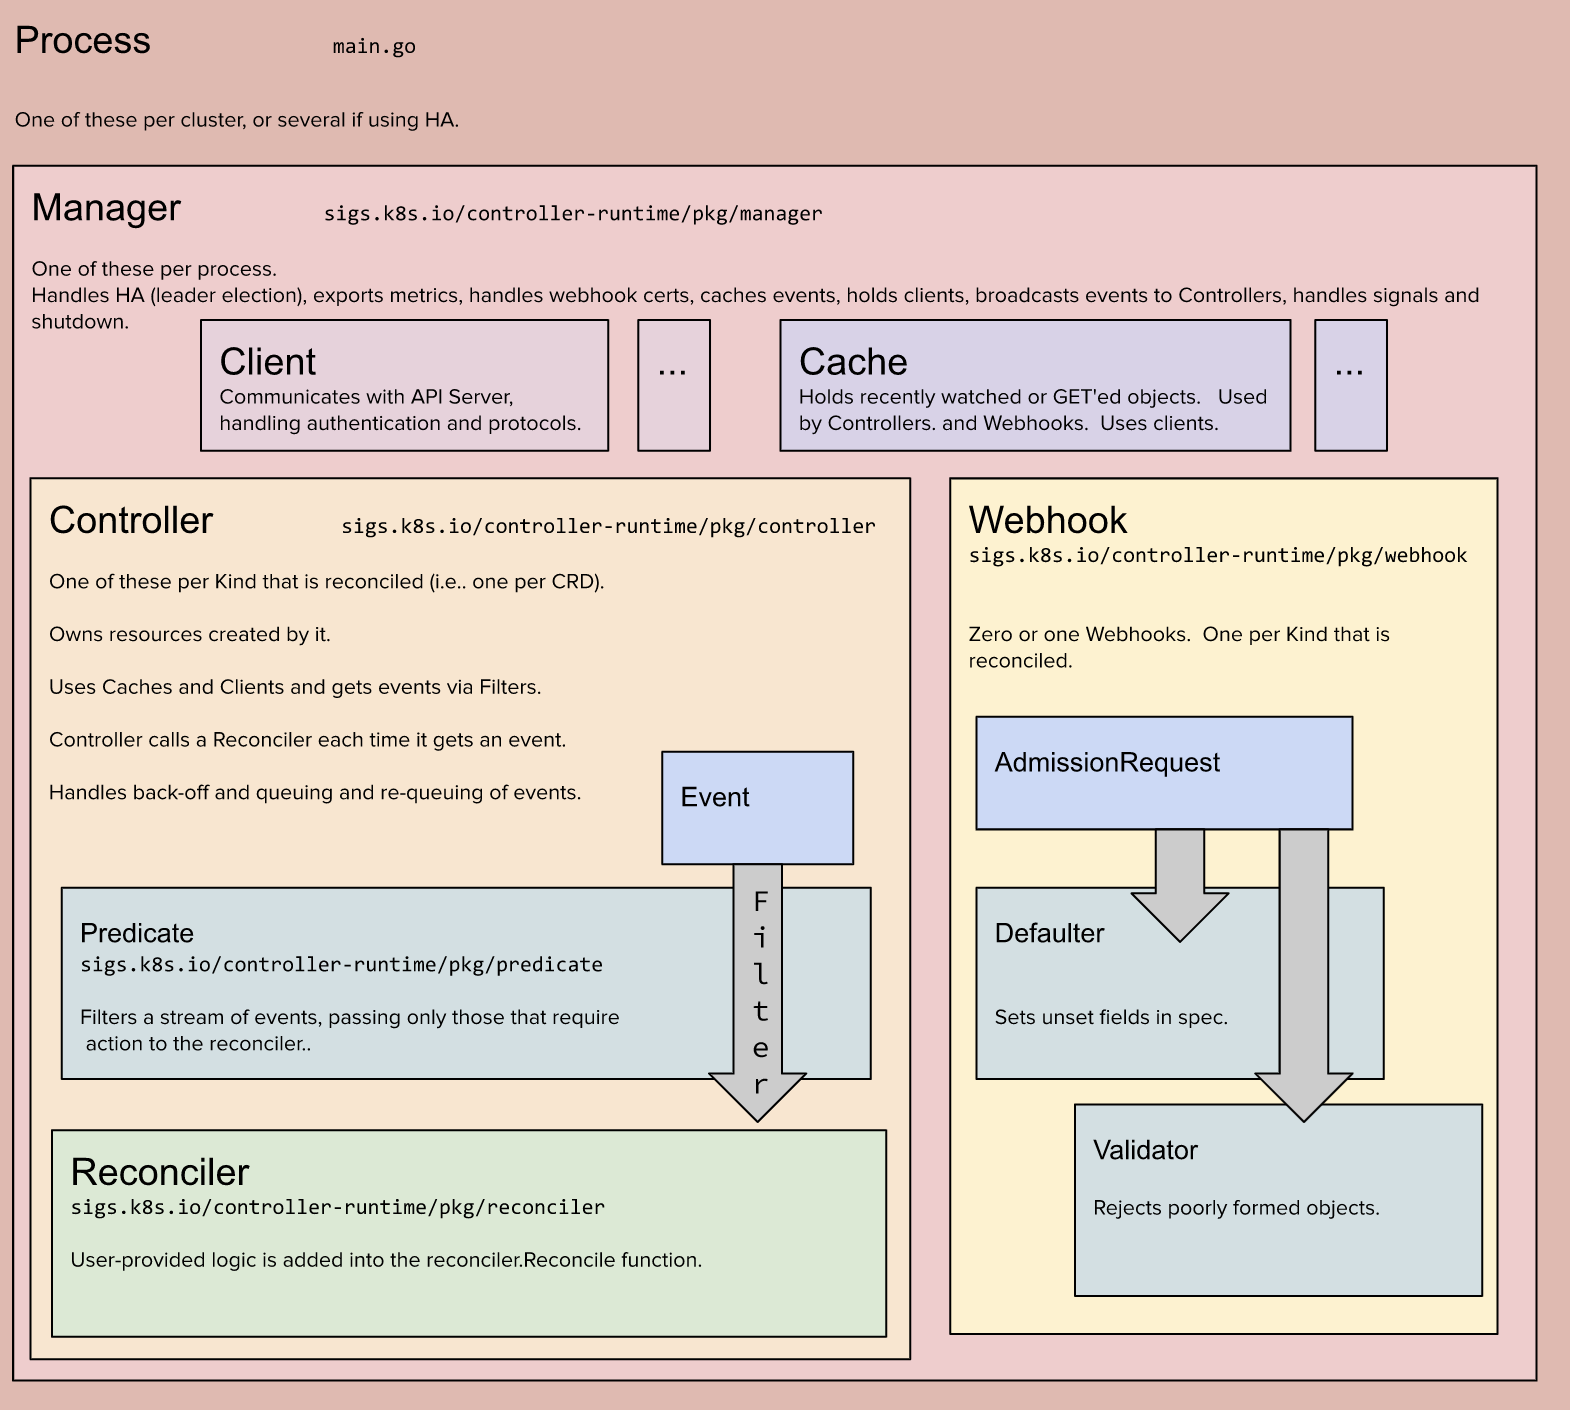 Process
main.go
One of these per cluster, or several if using HA.
Manager
sigs.k8s.io/controller-runtime/pkg/manager
One of these per process.
Handles HA (leader election), exports metrics, handles webhook certs, caches events, holds clients, broadcasts events to Controllers, handles signals and
shutdown.
Client
Communicates with API Server,
handling authentication and protocols.
...
Cache
Holds recently watched or GET'ed objects.   Used
by Controllers. and Webhooks.  Uses clients.
...
Controller
sigs.k8s.io/controller-runtime/pkg/controller
One of these per Kind that is reconciled (i.e.. one per CRD).
Owns resources created by it.
Uses Caches and Clients and gets events via Filters.
Controller calls a Reconciler each time it gets an event.
Handles back-off and queuing and re-queuing of events.
Event
Filter
Predicate
sigs.k8s.io/controller-runtime/pkg/predicate
Filters a stream of events, passing only those that require
action to the reconciler..
Reconciler
sigs.k8s.io/controller-runtime/pkg/reconciler
User-provided logic is added into the reconciler.Reconcile function.
Webhook
sigs.k8s.io/controller-runtime/pkg/webhook
Zero or one Webhooks.  One per Kind that is
reconciled.
AdmissionRequest
Defaulter
Sets unset fields in spec.
Validator
Rejects poorly formed objects.